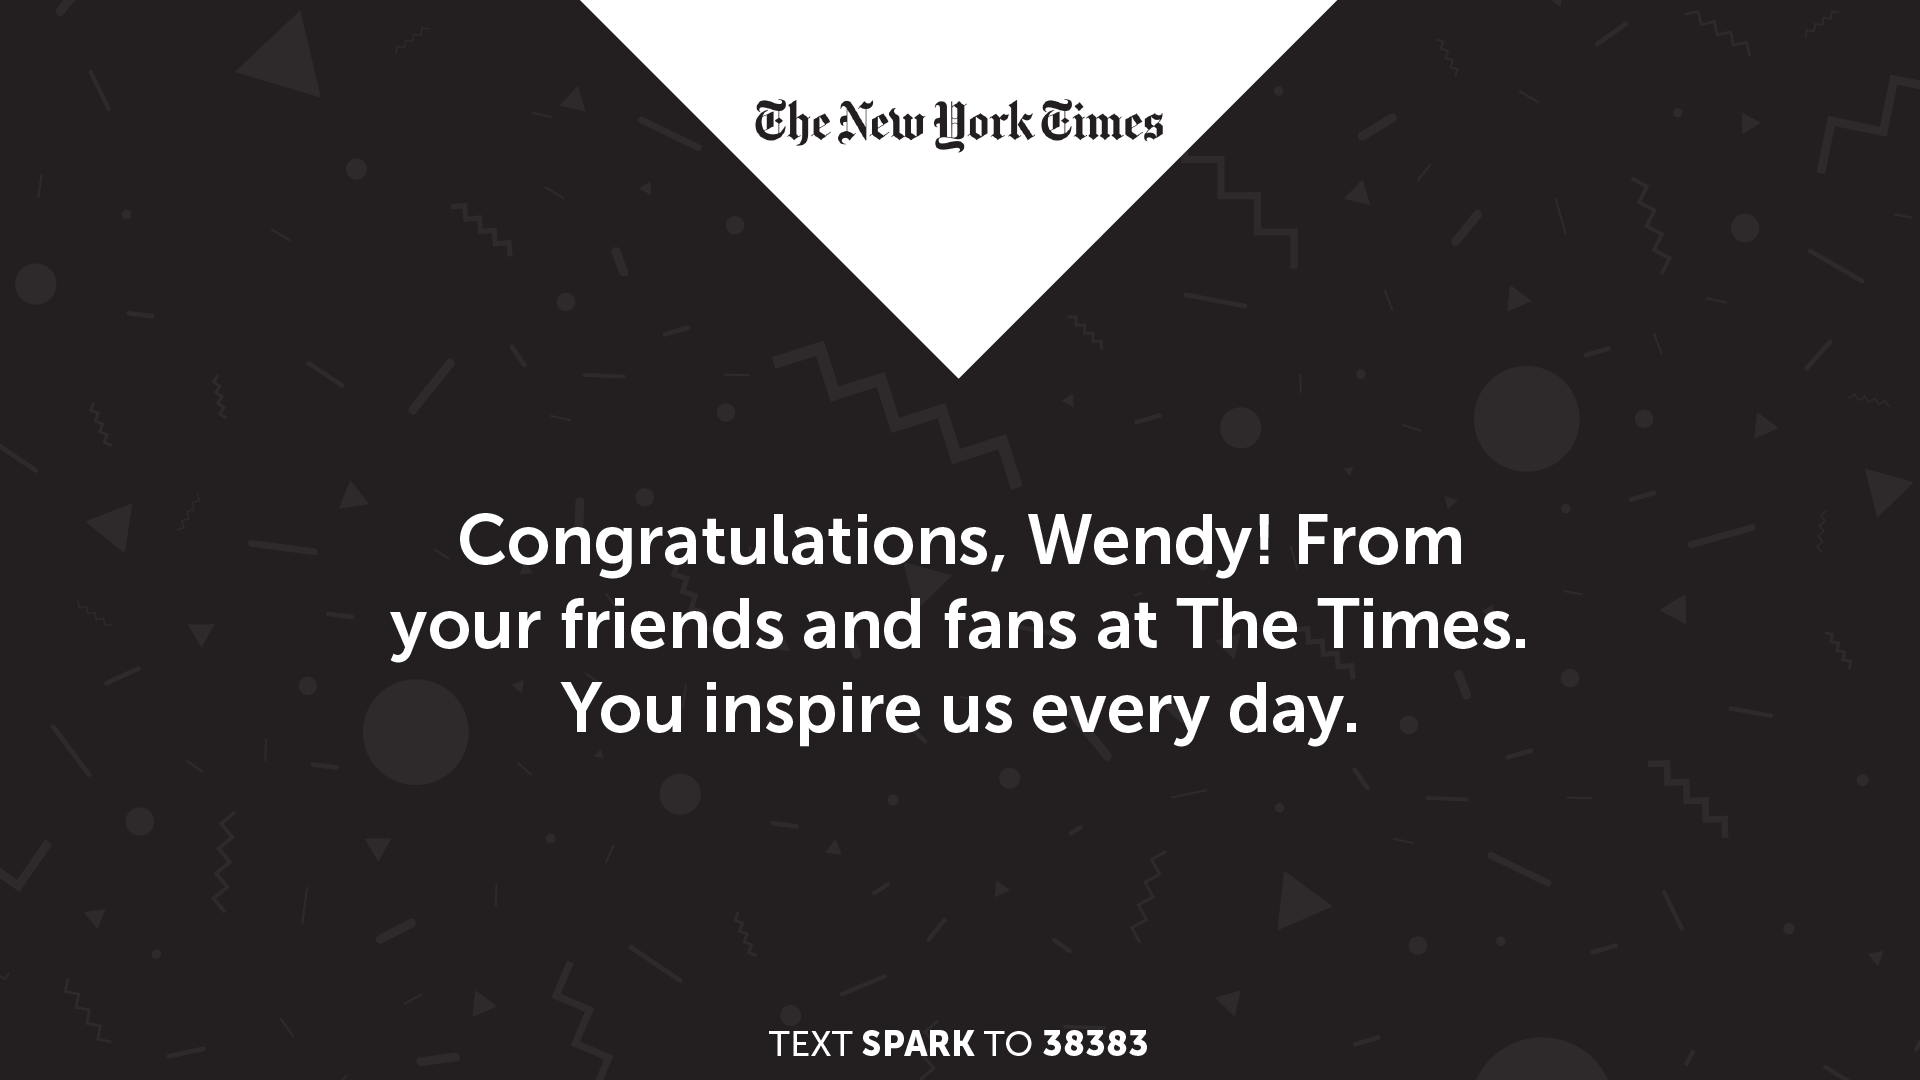 The New York Times
Congratulations, Wendy! From
your friends and fans at The Times.
You inspire us every day.
TEXT SPARK TO 38383